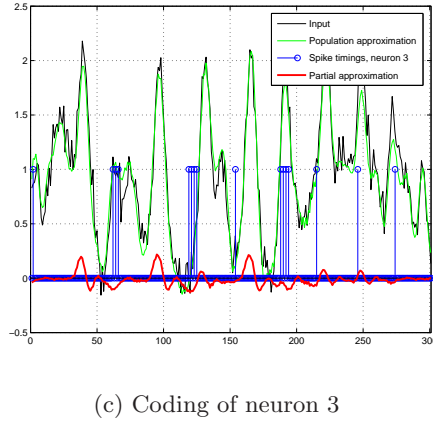 2.5
2
1.5
1
0.5
0
−0.5
0
50
100
150
200
250
300
Input
Population approximation
Spike timings, neuron 3
Partial approximation
(c) Coding of neuron 3